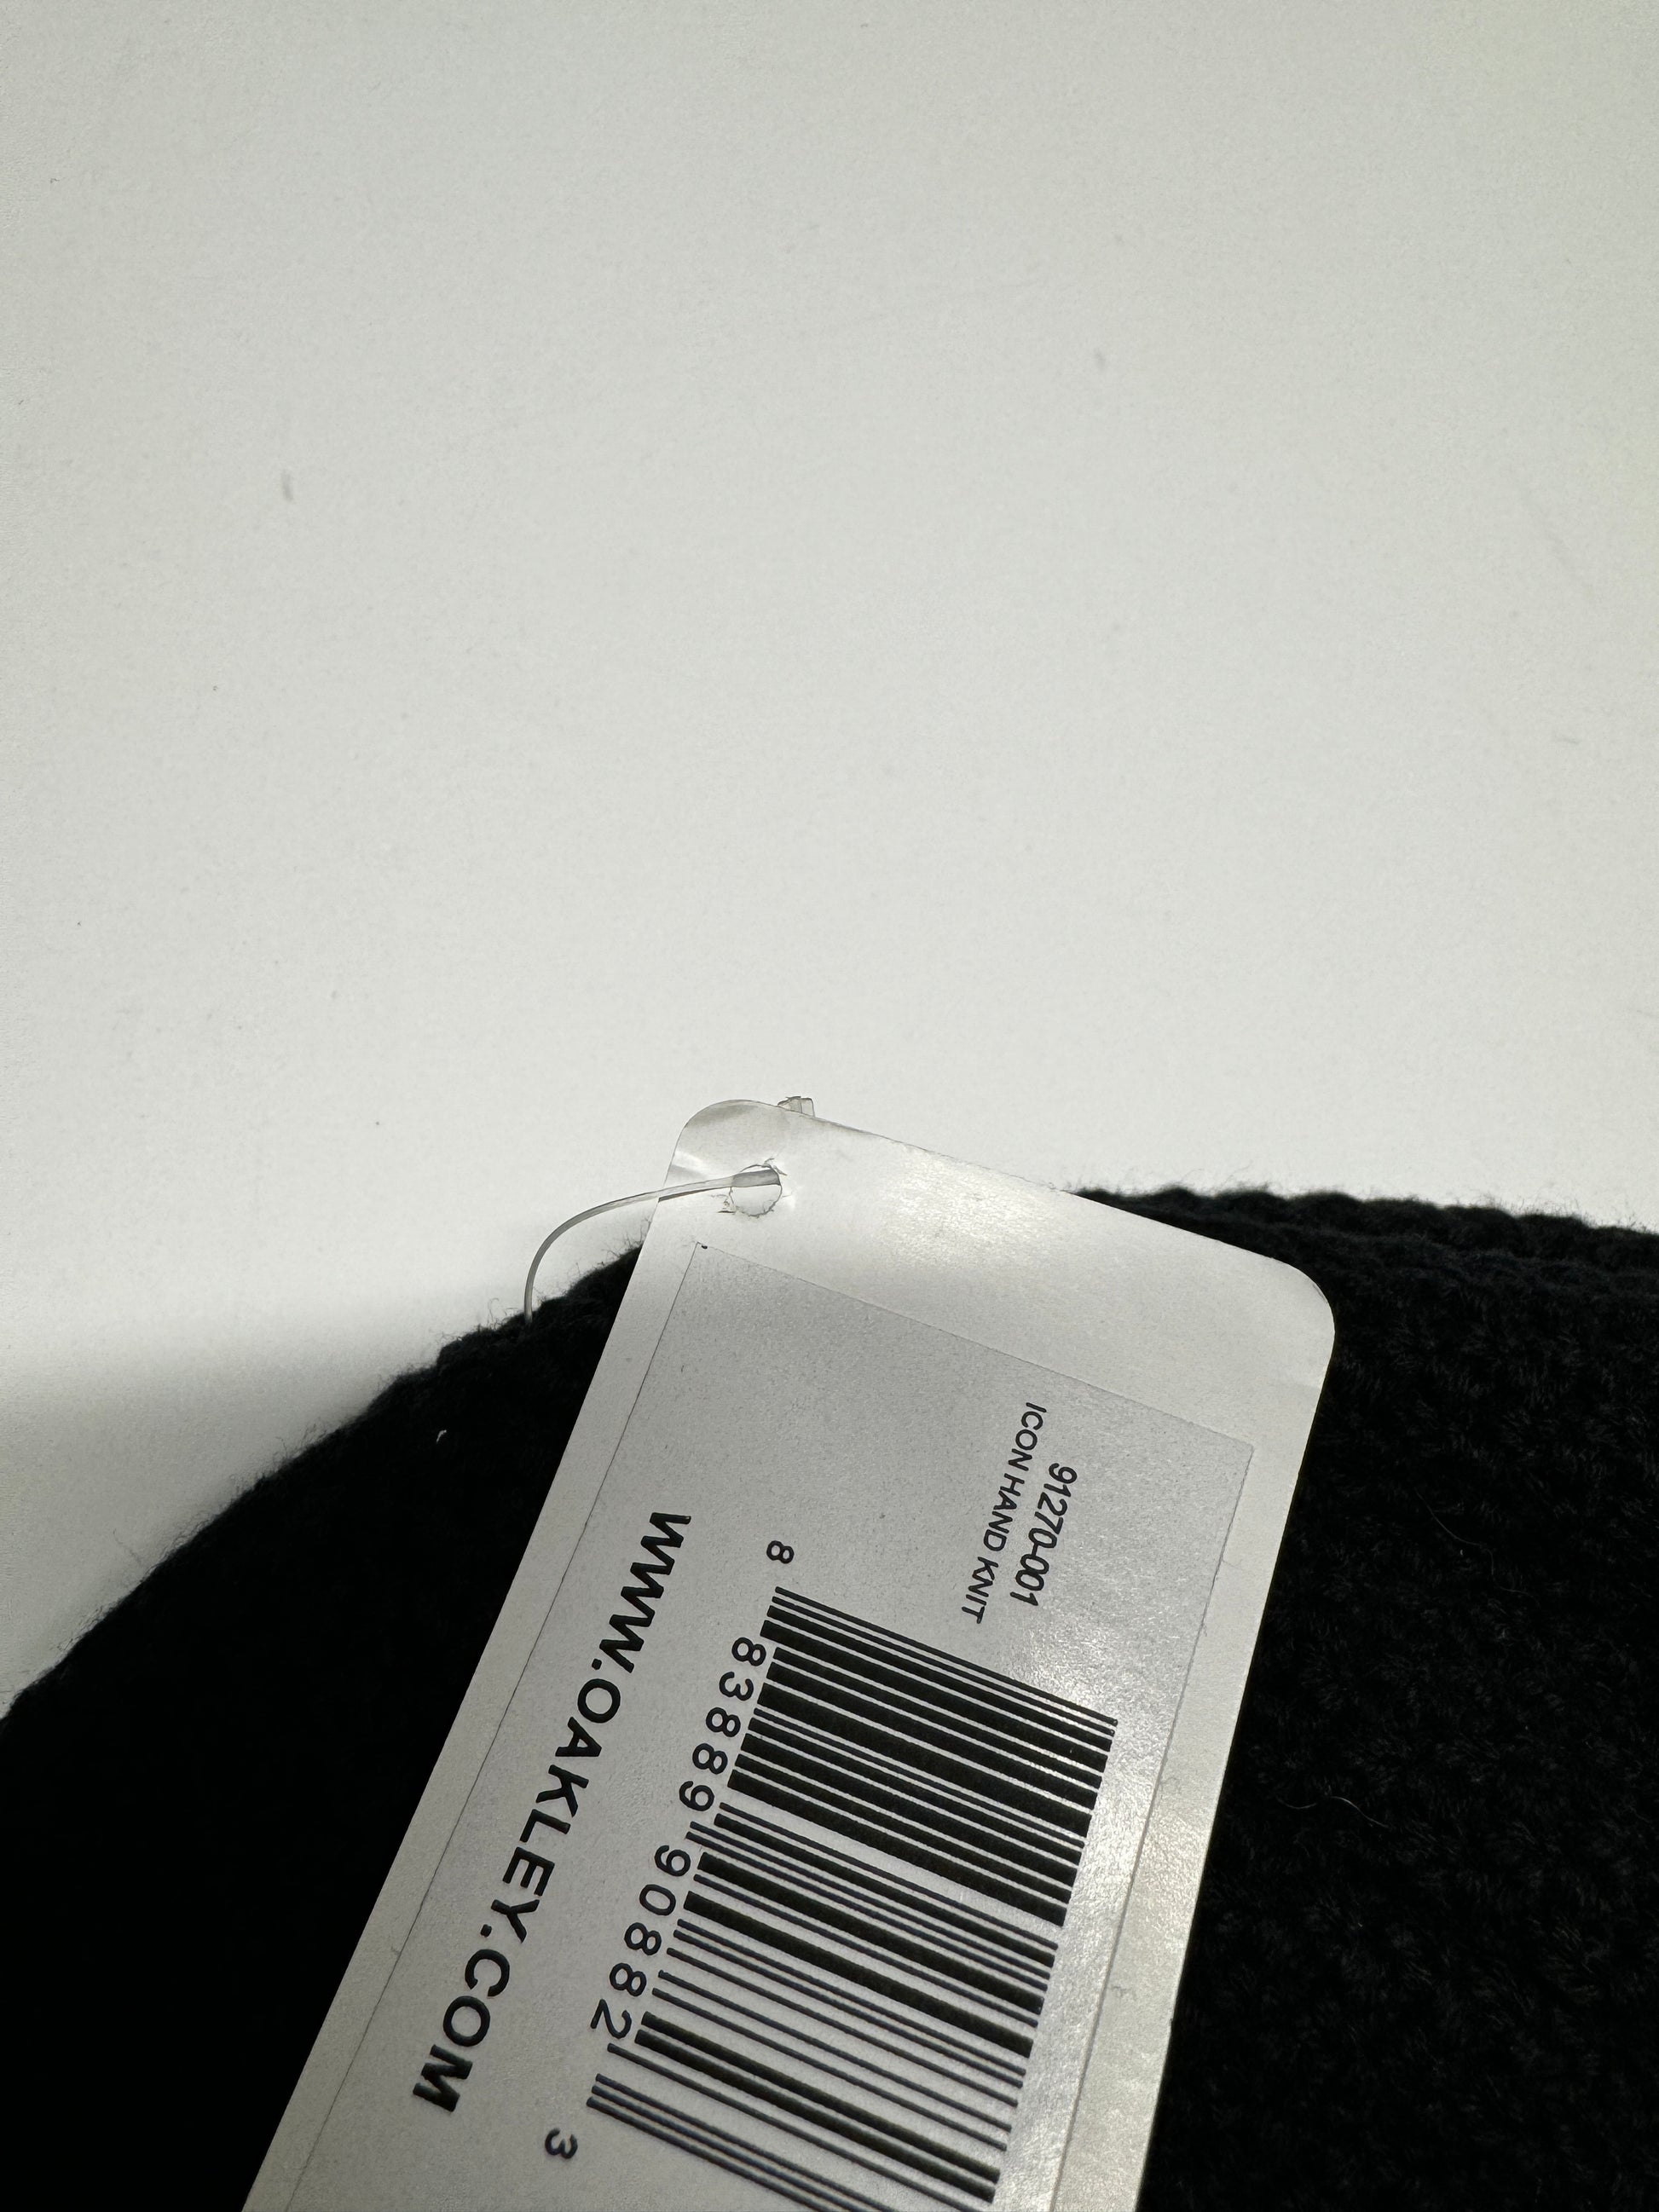 91270-001
ICON HAND KNIT
8 83889 90882 3
WWW.OAKLEY.COM